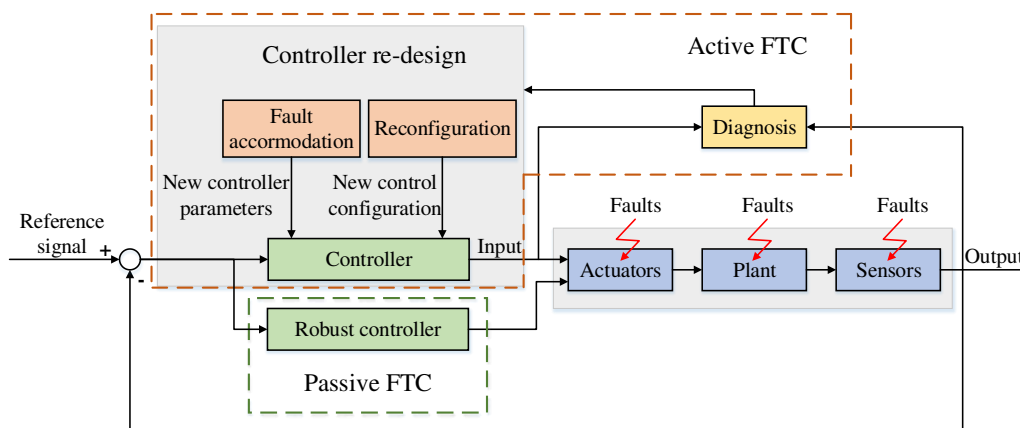 Controller re-design
Active FTC
Fault
accormodation
Reconfiguration
Diagnosis
New controller
parameters
New control
configuration
Faults
Faults
Faults
Reference
signal
+
-
Controller
Input
Actuators
Plant
Sensors
Output
Robust controller
Passive FTC